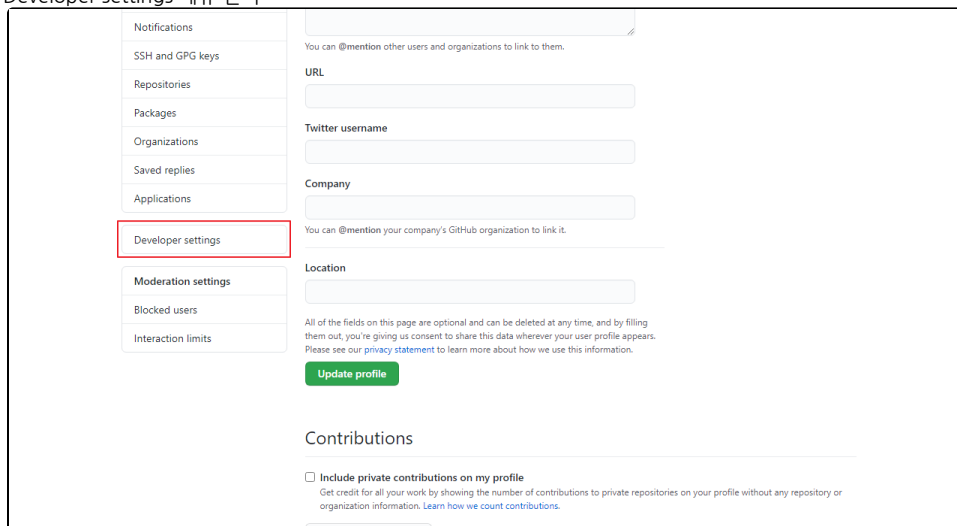 Developer settings
Notifications
SSH and GPG keys
Repositories
Packages
Organizations
Saved replies
Applications
Developer settings
Moderation settings
Blocked users
Interaction limits
You can @mention other users and organizations to link to them.
URL
Twitter username
Company
You can @mention your company's GitHub organization to link it.
Location
All of the fields on this page are optional and can be deleted at any time, and by filling
them out, you're giving us consent to share this data wherever your user profile appears.
Please see our privacy statement to learn more about how we use this information.
Update profile
Contributions
Include private contributions on my profile
Get credit for all your work by showing the number of contributions to private repositories on your profile without any repository or
organization information. Learn how we count contributions.